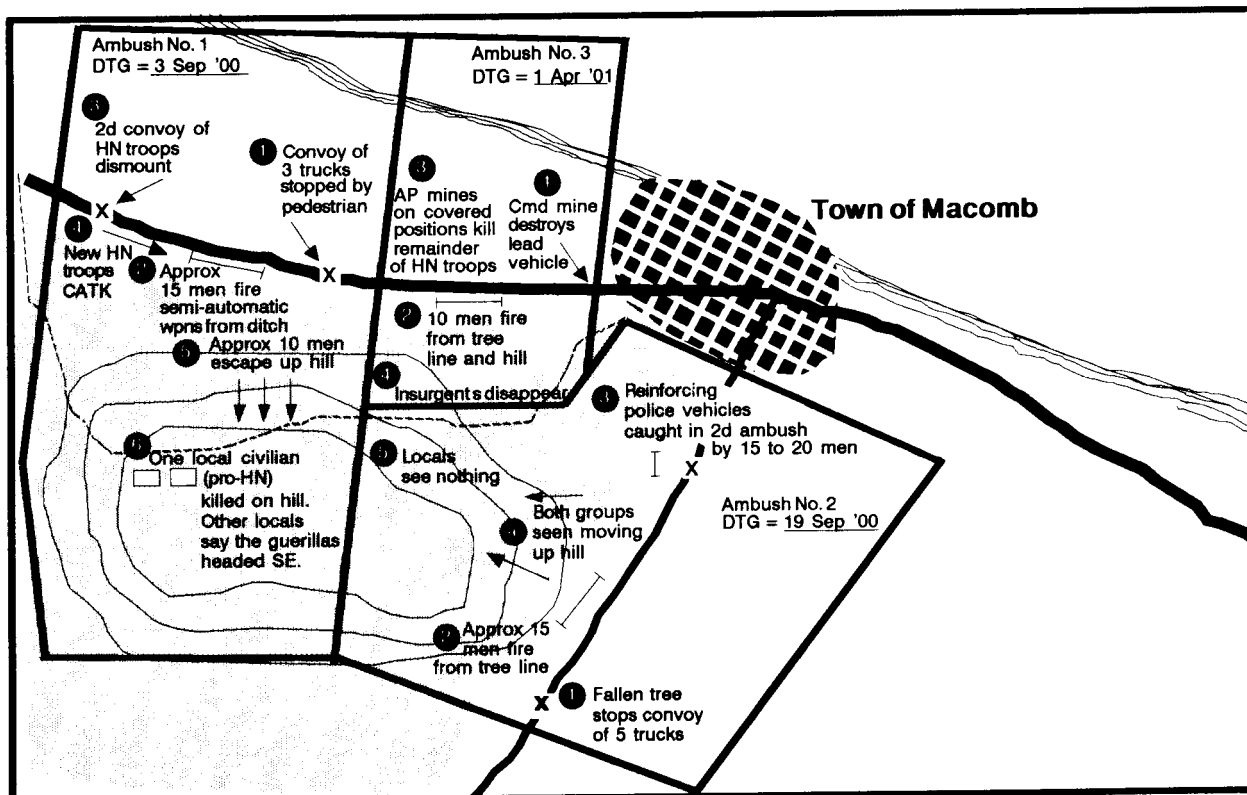 Ambush No. 1
DTG = 3 Sep '00
3
2d convoy of
HN troops
dismount
1 Convoy of
3 trucks
stopped by
pedestrian
4
New HN
troops
CATK
2 Approx
15 men fire
semi-automatic
wpns from ditch
5 Approx 10 men
escape up hill
6 One local civilian
(pro-HN)
killed on hill.
Other locals
say the guerillas
headed SE.
Ambush No. 3
DTG = 1 Apr '01
3
AP mines
on covered
positions kill
remainder
of HN troops
1
Cmd mine
destroys
lead
vehicle
2 10 men fire
from tree
line and hill
4
Insurgents disappear
Town of Macomb
3 Reinforcing
police vehicles
caught in 2d ambush
by 15 to 20 men
Ambush No. 2
DTG = 19 Sep '00
5 Locals
see nothing
4 Both groups
seen moving
up hill
2 Approx 15
men fire
from tree line
1 Fallen tree
stops convoy
of 5 trucks
X
X
X
X